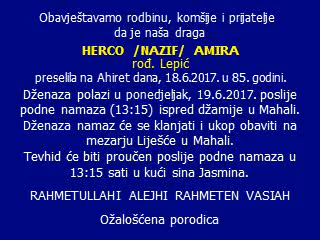 Obavještavamo rodbinu, komšije i prijatelje
da je naša draga
HERCO /NAZIF/ AMIRA
rođ. Lepić
preselila na Ahiret dana, 18.6.2017. u 85. godini.
Dženaza polazi u ponedjeljak, 19.6.2017. poslije
podne namaza (13:15) ispred džamije u Mahali.
Dženaza namaz će se klanjati i ukop obaviti na
mezarju Liješće u Mahali.
Tevhid će biti proučen poslije podne namaza u
13:15 sati u kući sina Jasmina.
RAHMETULLAHI ALEJHI RAHMETEN VASIAH
Ožalošćena porodica